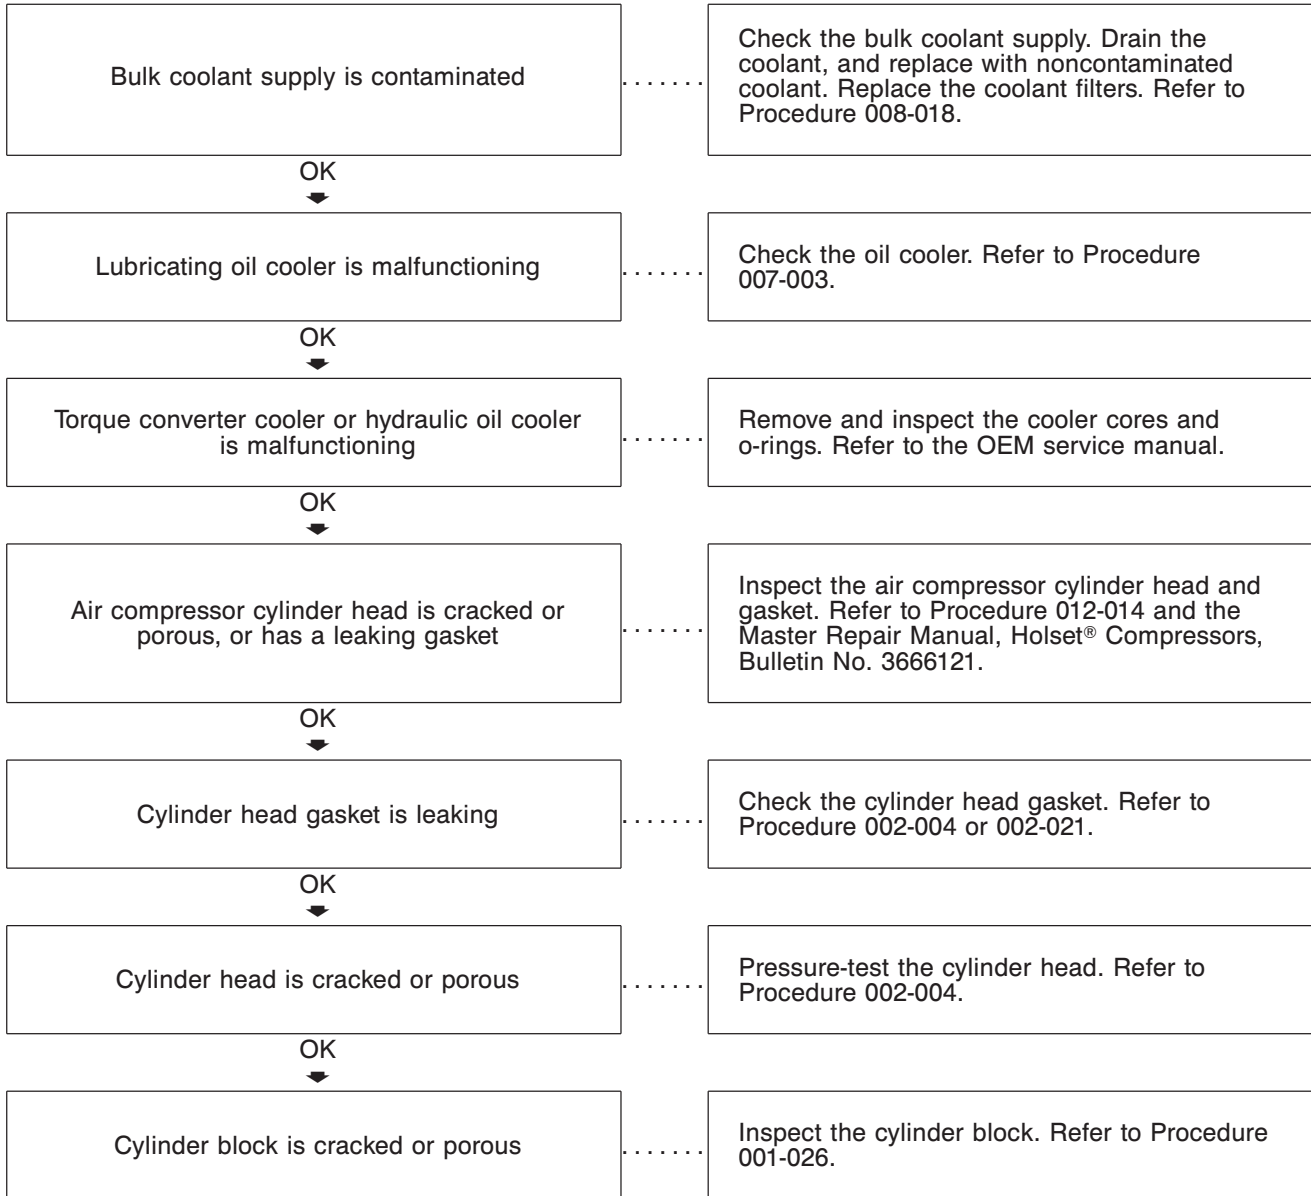 Bulk coolant supply is contaminated
. . . . . . .
Check the bulk coolant supply. Drain the
coolant, and replace with noncontaminated
coolant. Replace the coolant filters. Refer to
Procedure 008-018.
OK
Lubricating oil cooler is malfunctioning
. . . . . . .
Check the oil cooler. Refer to Procedure
007-003.
OK
Torque converter cooler or hydraulic oil cooler
is malfunctioning
. . . . . . .
Remove and inspect the cooler cores and
o-rings. Refer to the OEM service manual.
OK
Air compressor cylinder head is cracked or
porous, or has a leaking gasket
. . . . . . .
Inspect the air compressor cylinder head and
gasket. Refer to Procedure 012-014 and the
Master Repair Manual, Holset® Compressors,
Bulletin No. 3666121.
OK
Cylinder head gasket is leaking
. . . . . . .
Check the cylinder head gasket. Refer to
Procedure 002-004 or 002-021.
OK
Cylinder head is cracked or porous
. . . . . . .
Pressure-test the cylinder head. Refer to
Procedure 002-004.
OK
Cylinder block is cracked or porous
. . . . . . .
Inspect the cylinder block. Refer to Procedure
001-026.